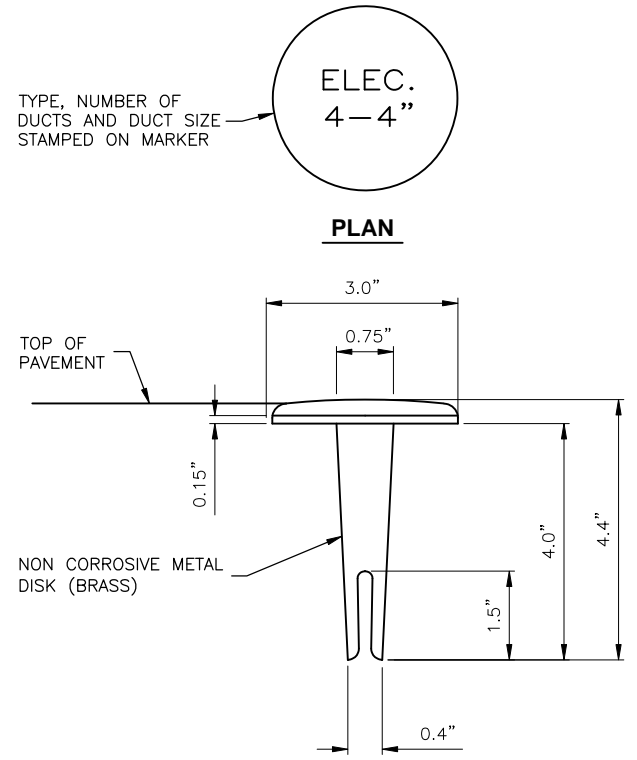 ELEC.
4-4"
TYPE, NUMBER OF
DUCTS AND DUCT SIZE
STAMPED ON MARKER
PLAN
3.0"
0.75"
TOP OF
PAVEMENT
0.15"
4.0"
4.4"
NON CORROSIVE METAL
DISK (BRASS)
1.5"
0.4"